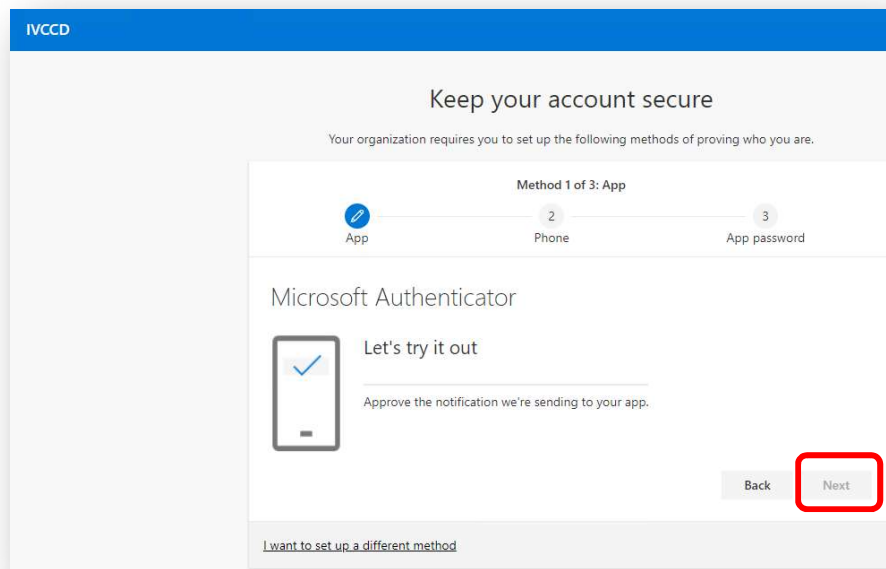 IVCCD
Keep your account secure
Your organization requires you to set up the following methods of proving who you are.
Method 1 of 3: App
2
3
App
Phone
App password
Microsoft Authenticator
Let's try it out
Approve the notification we're sending to your app.
Back
Next
I want to set up a different method